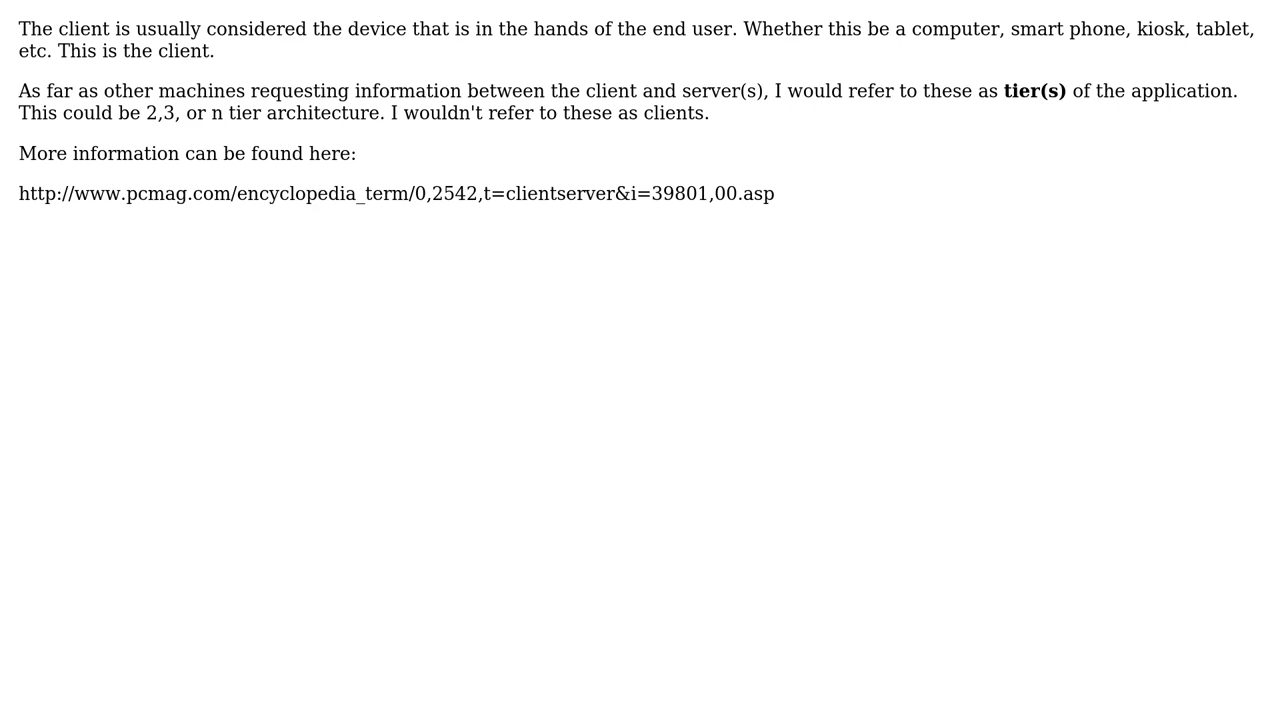 The client is usually considered the device that is in the hands of the end user. Whether this be a computer, smart phone, kiosk, tablet,
etc. This is the client.
As far as other machines requesting information between the client and server(s), I would refer to these as tier(s) of the application.
This could be 2,3, or n tier architecture. I wouldn't refer to these as clients.
More information can be found here:
http://www.pcmag.com/encyclopedia_term/0,2542,t=clientserver&i=39801,00.asp